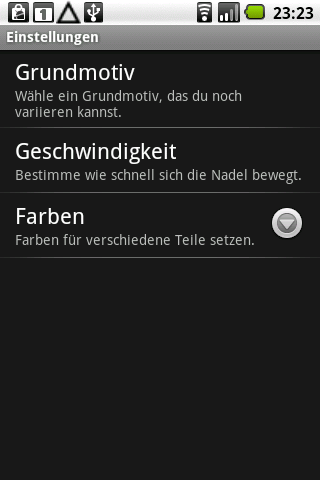 1
23:23
Einstellungen
Grundmotiv
Wähle ein Grundmotiv, das du noch
variieren kannst.
Geschwindigkeit
Bestimme wie schnell sich die Nadel bewegt.
Farben
Farben für verschiedene Teile setzen.